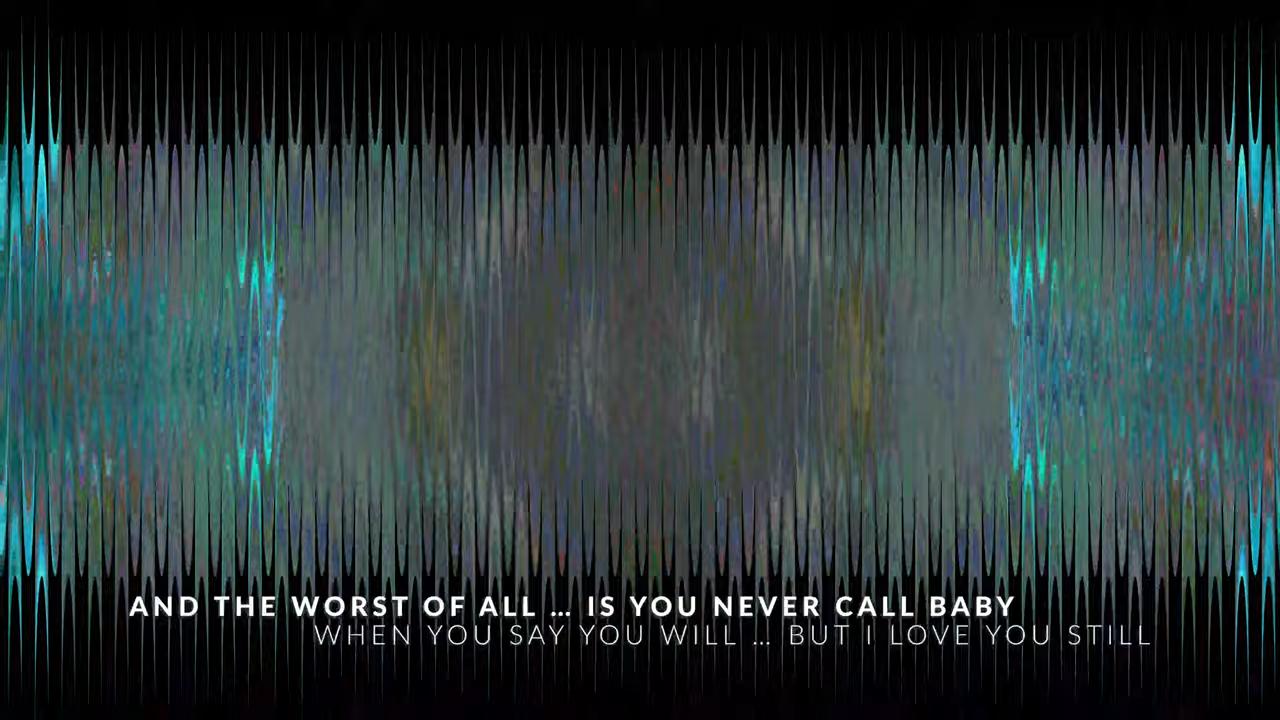 AND THE WORST OF ALL ... IS YOU NEVER CALL BABY
WHEN YOU SAY YOU WILL ... BUT I LOVE YOU STILL